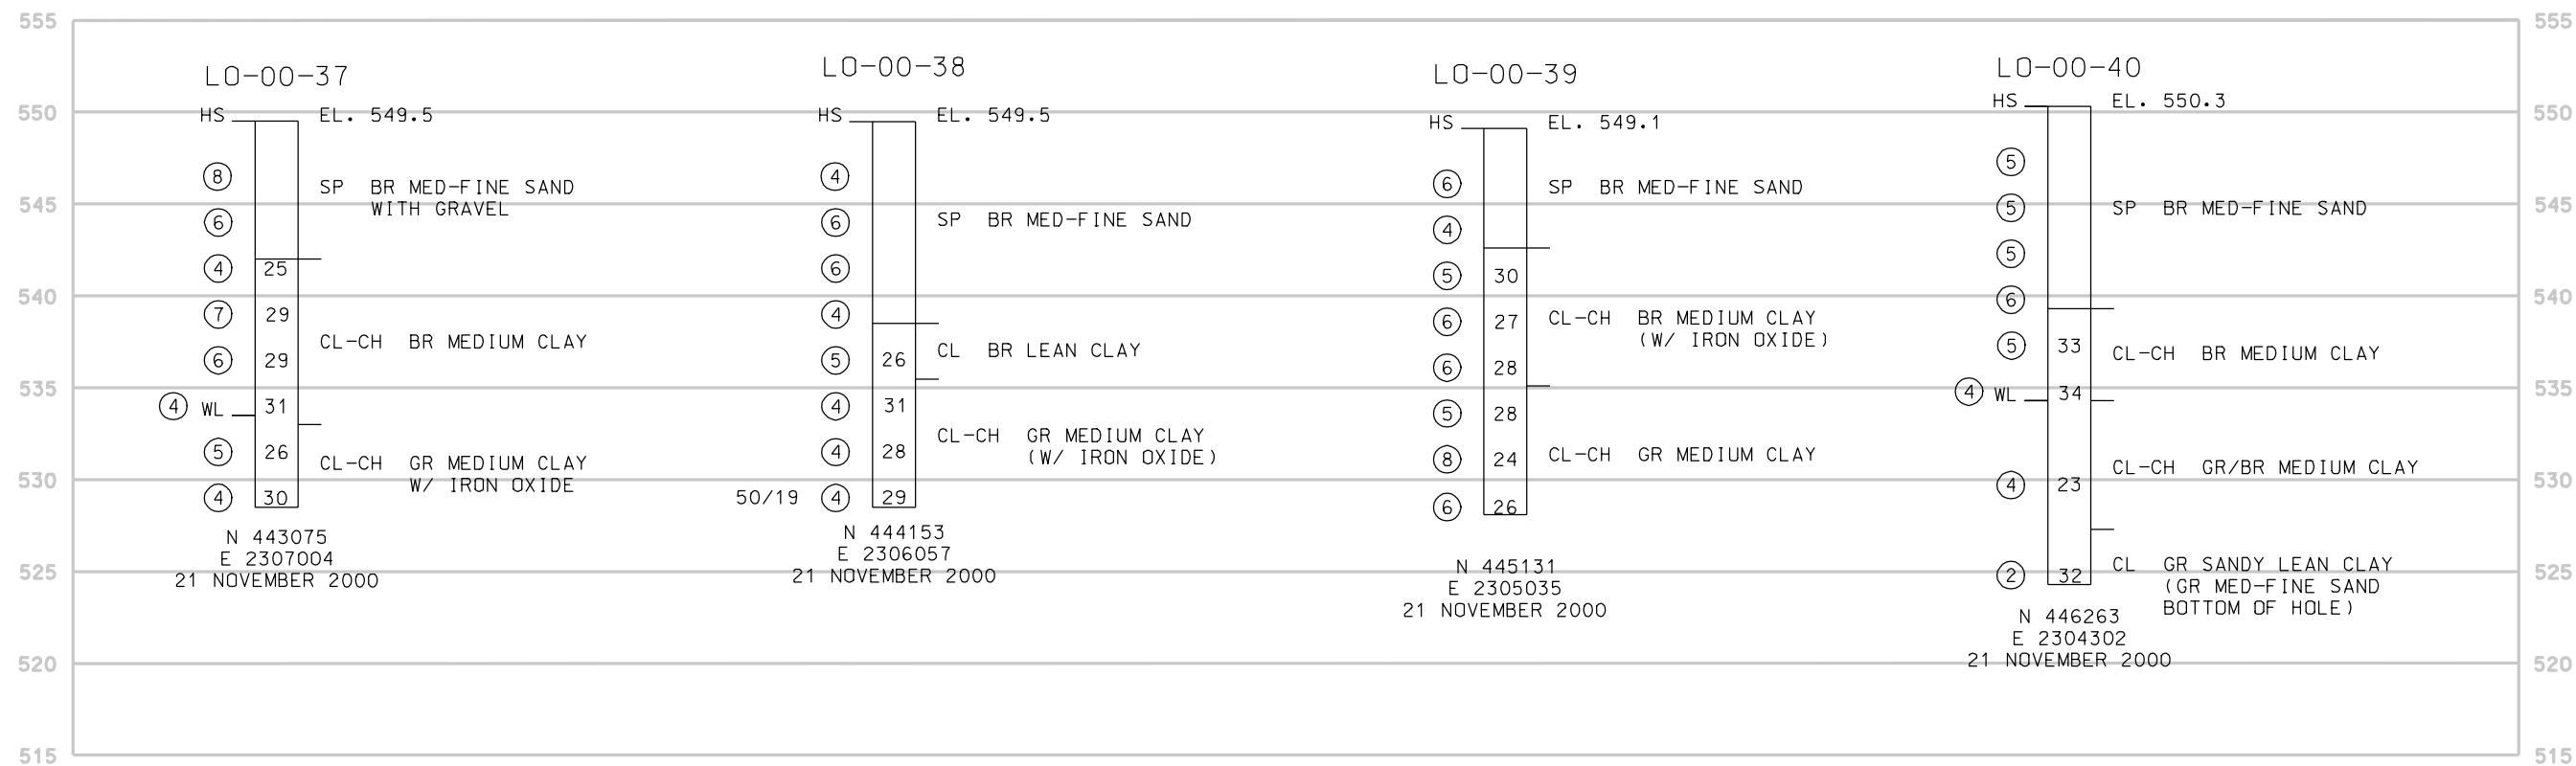 555 555
LO-00-37
HS EL. 549.5
8
SP BR MED-FINE SAND
WITH GRAVEL
6
4 25
7 29
CL-CH BR MEDIUM CLAY
6 29
4 WL 31
5 26
CL-CH GR MEDIUM CLAY
W/ IRON OXIDE
4 30
N 443075
E 2307004
21 NOVEMBER 2000
LO-00-38
HS EL. 549.5
4
6
SP BR MED-FINE SAND
6
4
CL BR LEAN CLAY
5 26
4 31
CL-CH GR MEDIUM CLAY
(W/ IRON OXIDE)
4 28
50/19 4 29
N 444153
E 2306057
21 NOVEMBER 2000
LO-00-39
HS EL. 549.1
6
SP BR MED-FINE SAND
4
5 30
6 27
CL-CH BR MEDIUM CLAY
(W/ IRON OXIDE)
6 28
5 28
8 24
CL-CH GR MEDIUM CLAY
6 26
N 445131
E 2305035
21 NOVEMBER 2000
LO-00-40
HS EL. 550.3
5
5
SP BR MED-FINE SAND
5
6
5 33
CL-CH BR MEDIUM CLAY
4 WL 34
CL-CH GR/BR MEDIUM CLAY
4 23
CL GR SANDY LEAN CLAY
(GR MED-FINE SAND
BOTTOM OF HOLE)
2 32
N 446263
E 2304302
21 NOVEMBER 2000
550 550
545 545
540 540
535 535
530 530
525 525
520 520
515 515